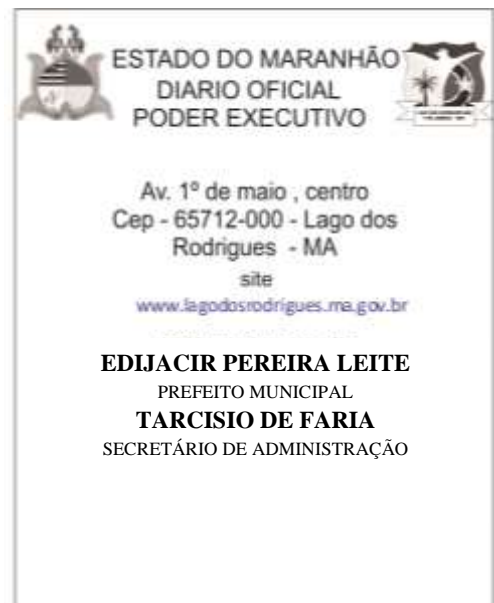 ESTADO DO MARANHÃO
DIARIO OFICIAL
PODER EXECUTIVO
Av. 1º de maio , centro
Cep - 65712-000 - Lago dos
Rodrigues - MA
site
www.lagodosrodrigues.ma.gov.br
EDIJACIR PEREIRA LEITE
PREFEITO MUNICIPAL
TARCISIO DE FARIA
SECRETÁRIO DE ADMINISTRAÇÃO